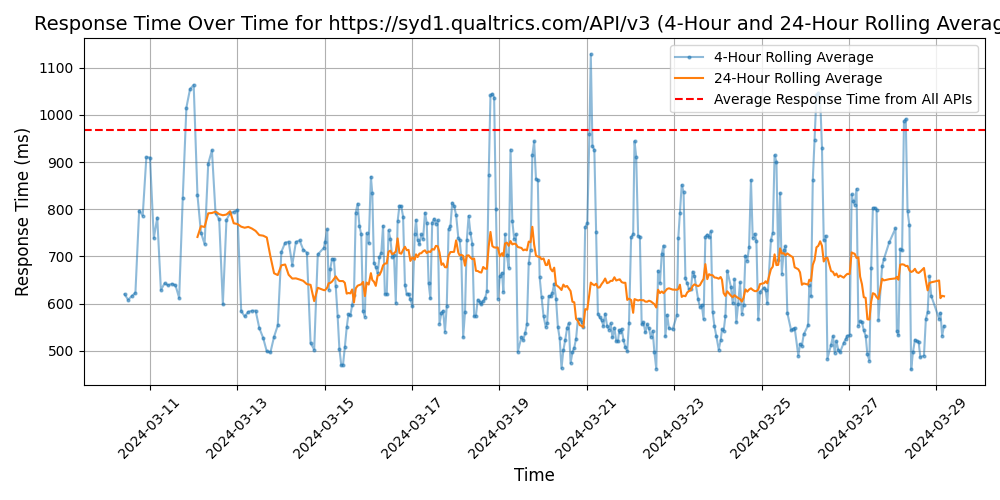 Response Time Over Time for https://syd1.qualtrics.com/API/v3 (4-Hour and 24-Hour Rolling Averag
4-Hour Rolling Average
24-Hour Rolling Average
Average Response Time from All APIs
Response Time (ms)
1100
1000
900
800
700
600
500
2024-03-11
2024-03-13
2024-03-15
2024-03-17
2024-03-19
2024-03-21
2024-03-23
2024-03-25
2024-03-27
2024-03-29
Time